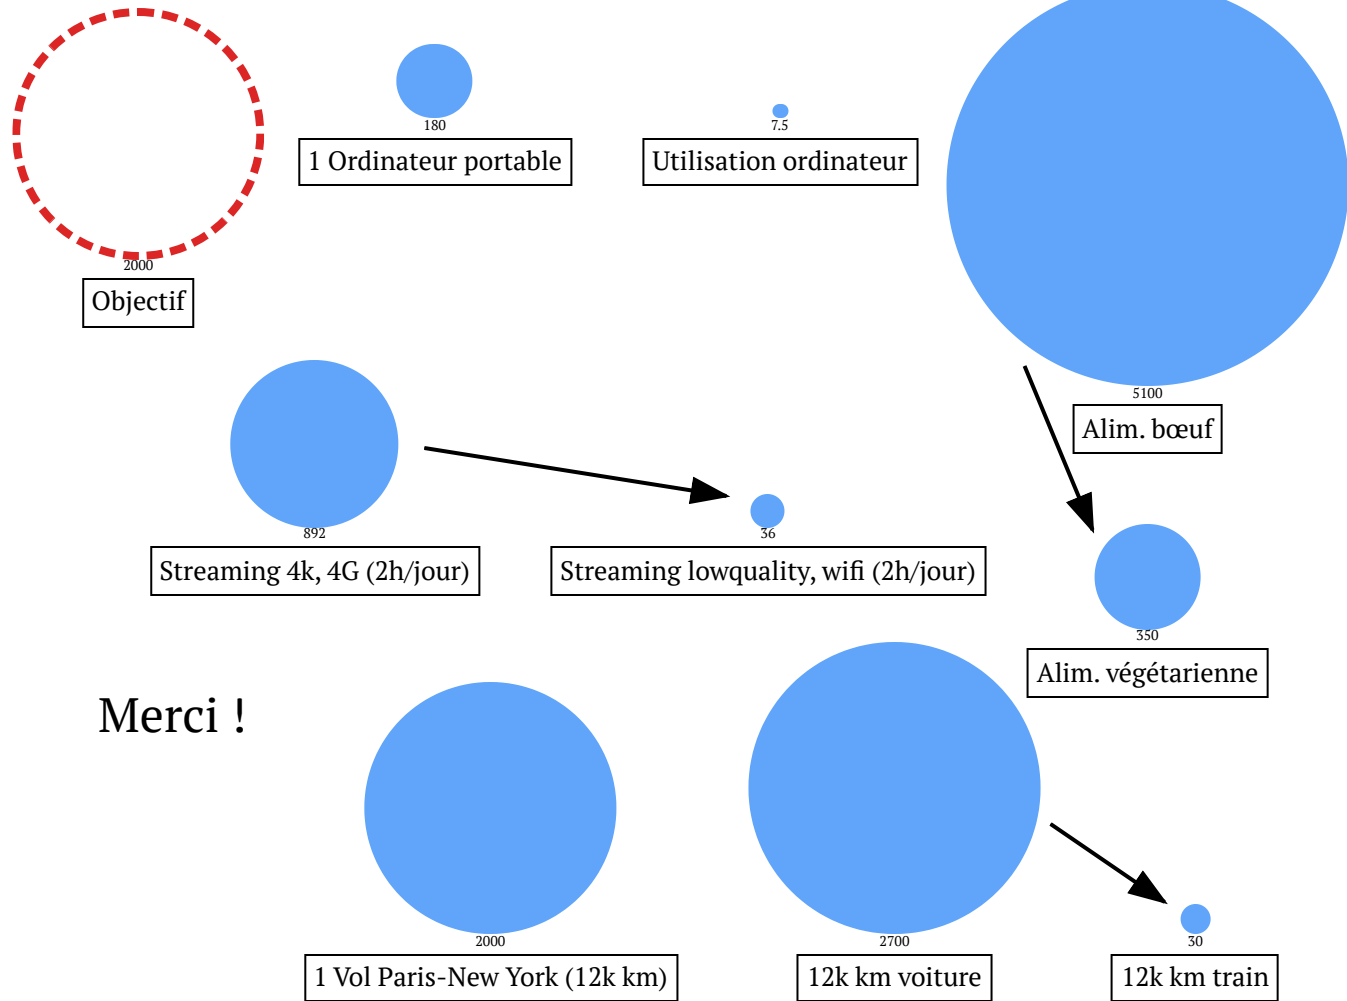 180
1 Ordinateur portable
7.5
Utilisation ordinateur
2000
Objectif
5100
Alim. bœuf
892
Streaming 4k, 4G (2h/jour)
36
Streaming lowquality, wifi (2h/jour)
350
Alim. végétarienne
Merci !
2000
1 Vol Paris-New York (12k km)
2700
12k km voiture
30
12k km train